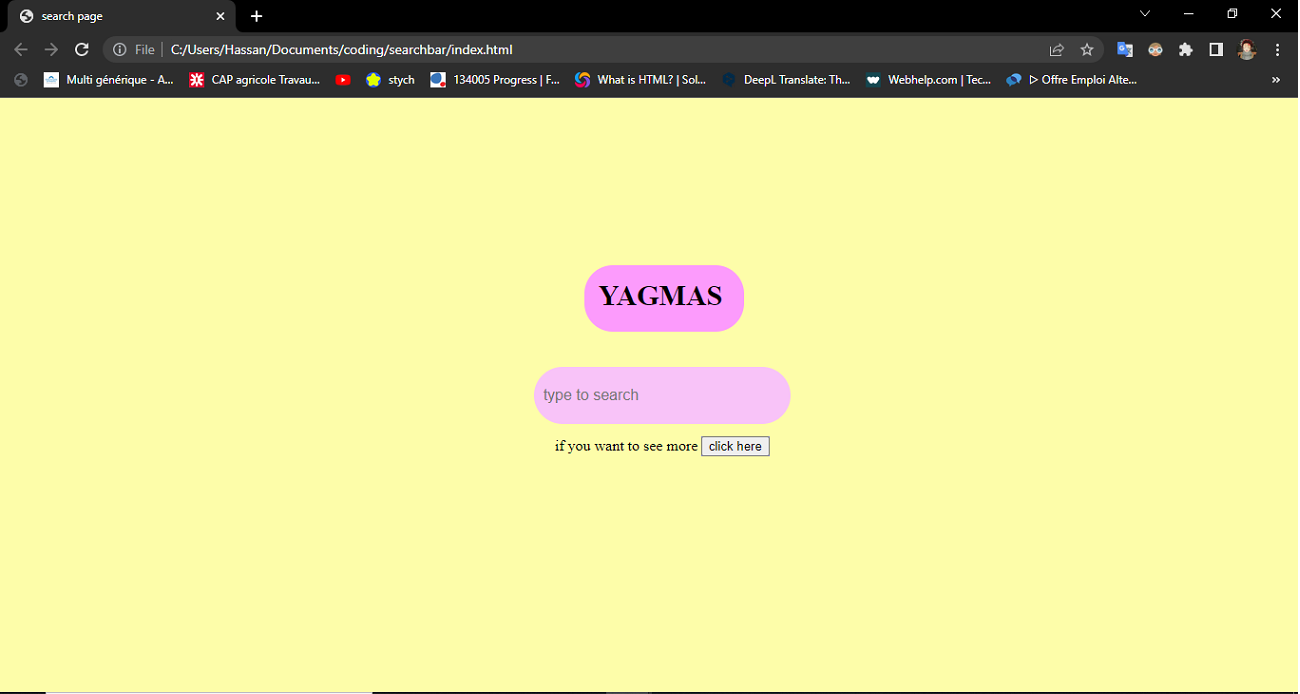 search page
File
C:/Users/Hassan/Documents/coding/searchbar/index.html
Multi générique - A... CAP agricole Travau... stych 134005 Progress | F... What is HTML? | Sol... DeepL Translate: Th... Webhelp.com | Tec... ᐅ Offre Emploi Alte... »
YAGMAS
type to search
if you want to see more click here